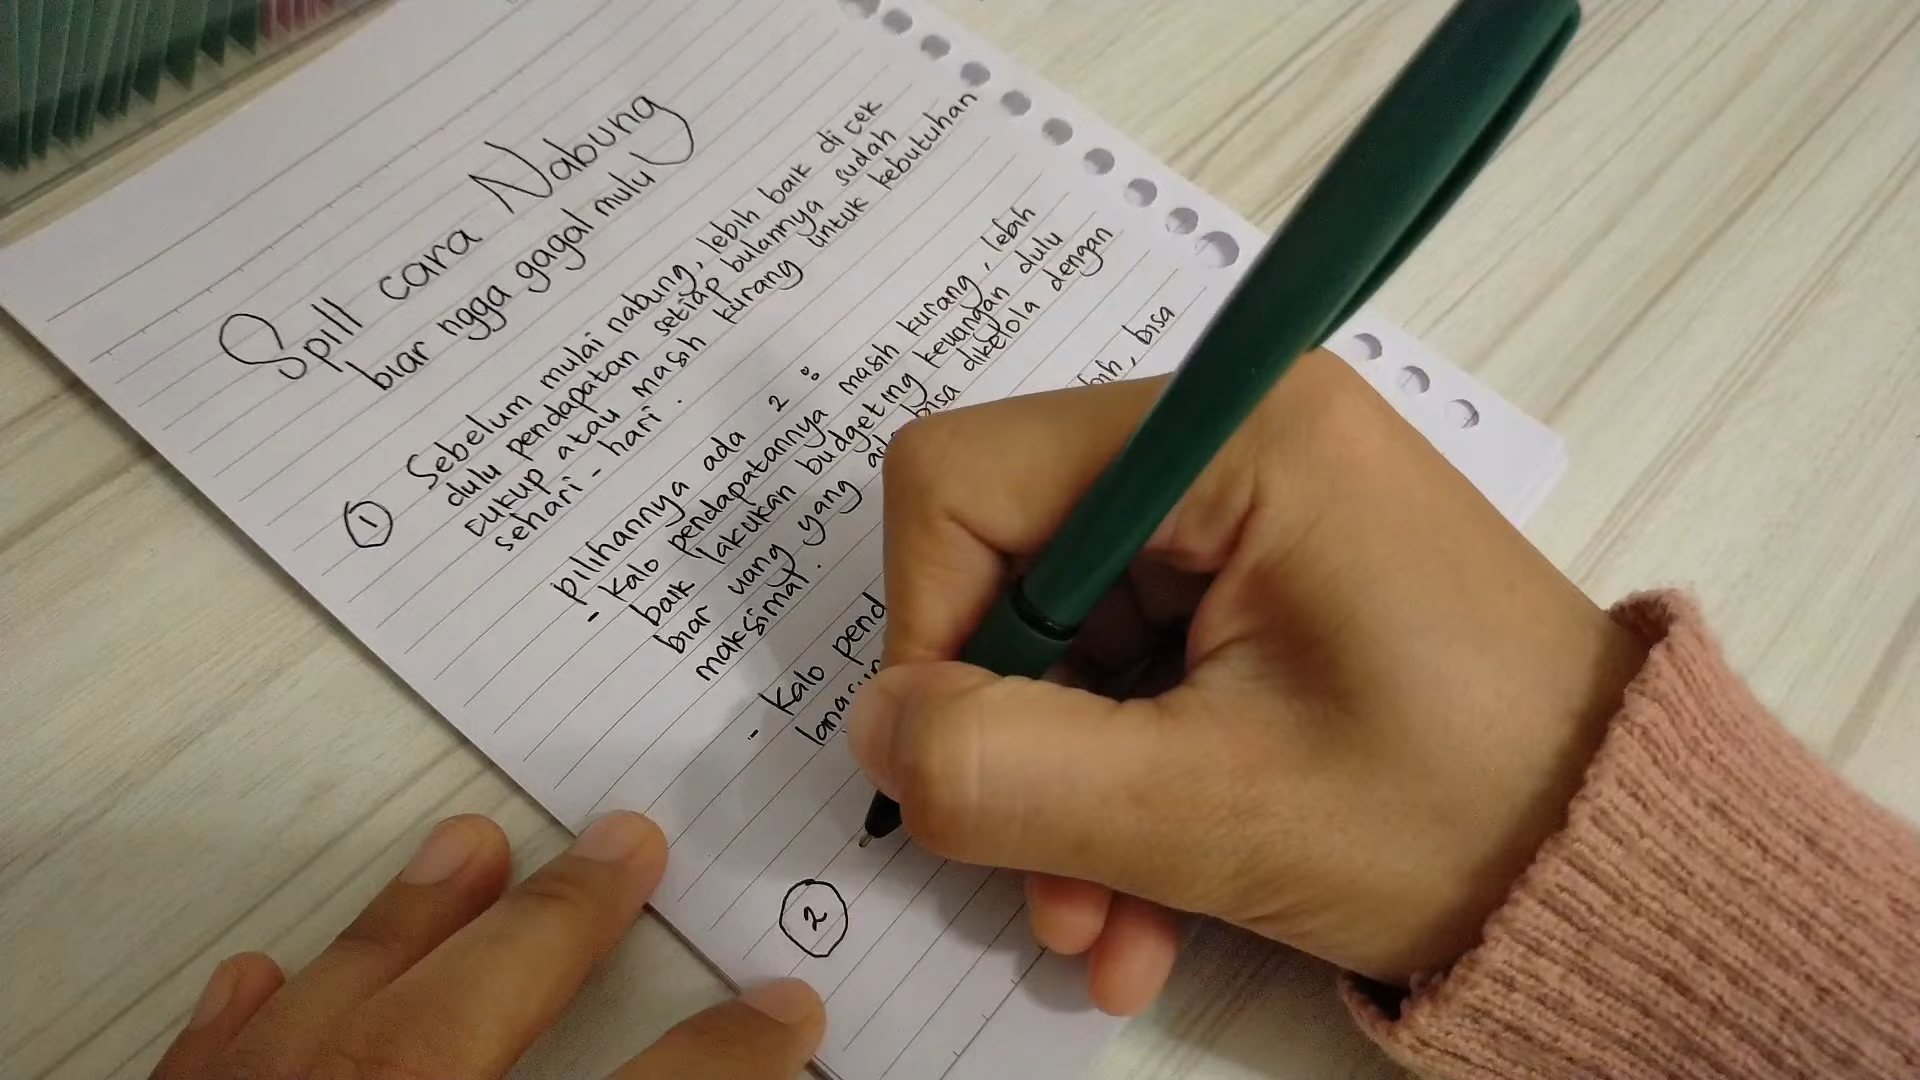 Spill cara Nabung
biar ngga gagal mulu
① Sebelum mulai nabung, lebih baik di cek
dulu pendapatan setiap bulannya sudah
cukup atau masih kurang untuk kebutuhan
sehari-hari.
pilihannya ada 2:
- Kalo pendapatannya masih kurang, lebih
baik lakukan budgeting keuangan dulu
biar uang yang ada bisa dikelola dengan
maksimal.
- Kalo bisa
②